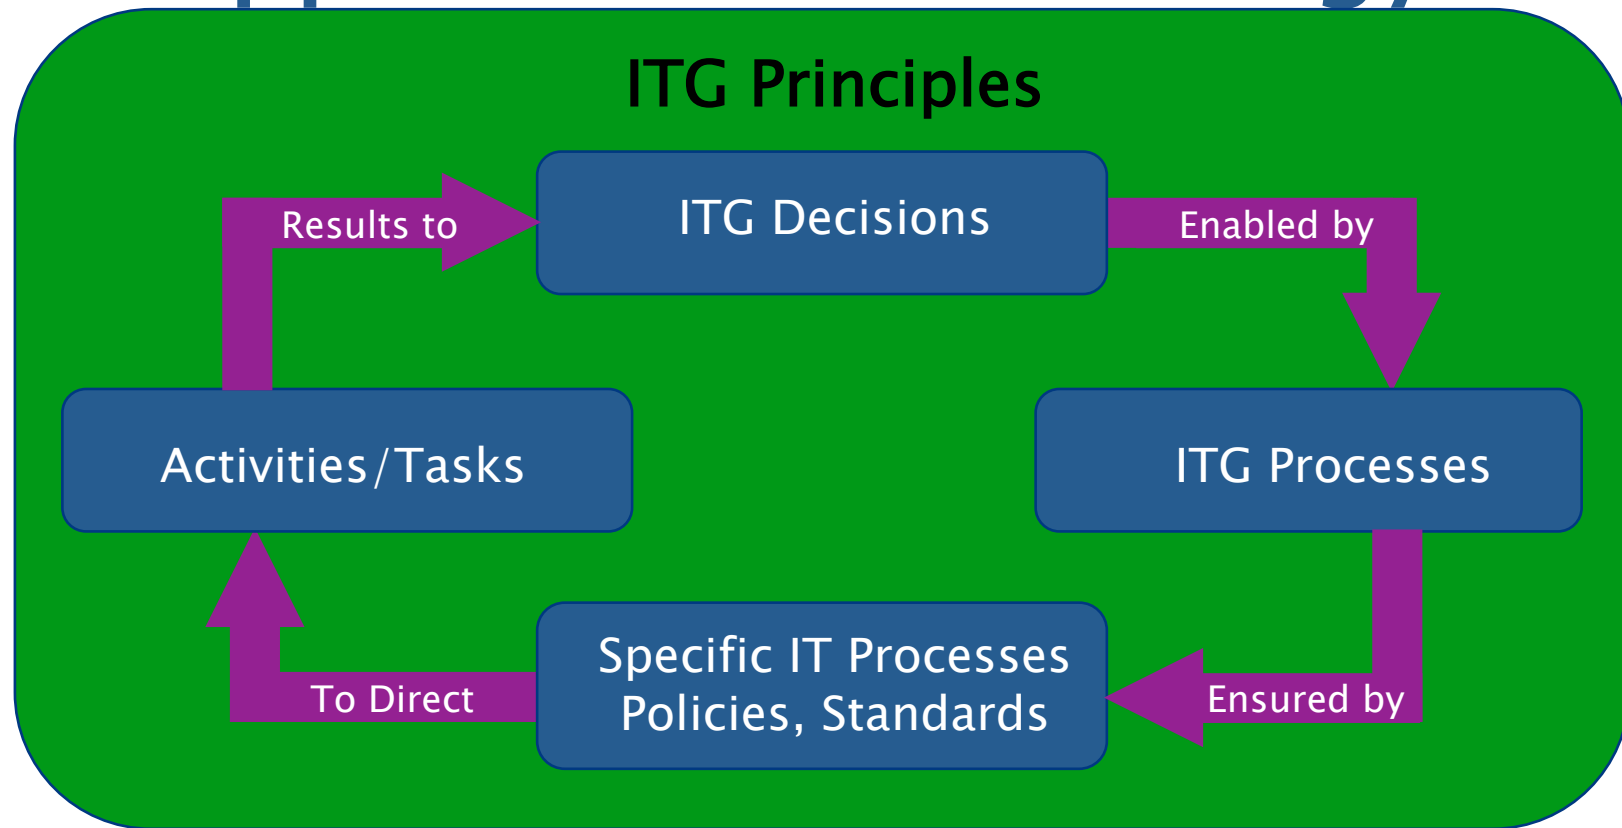 ITG Principles
Results to
ITG Decisions
Enabled by
Activities/Tasks
ITG Processes
To Direct
Specific IT Processes
Policies, Standards
Ensured by